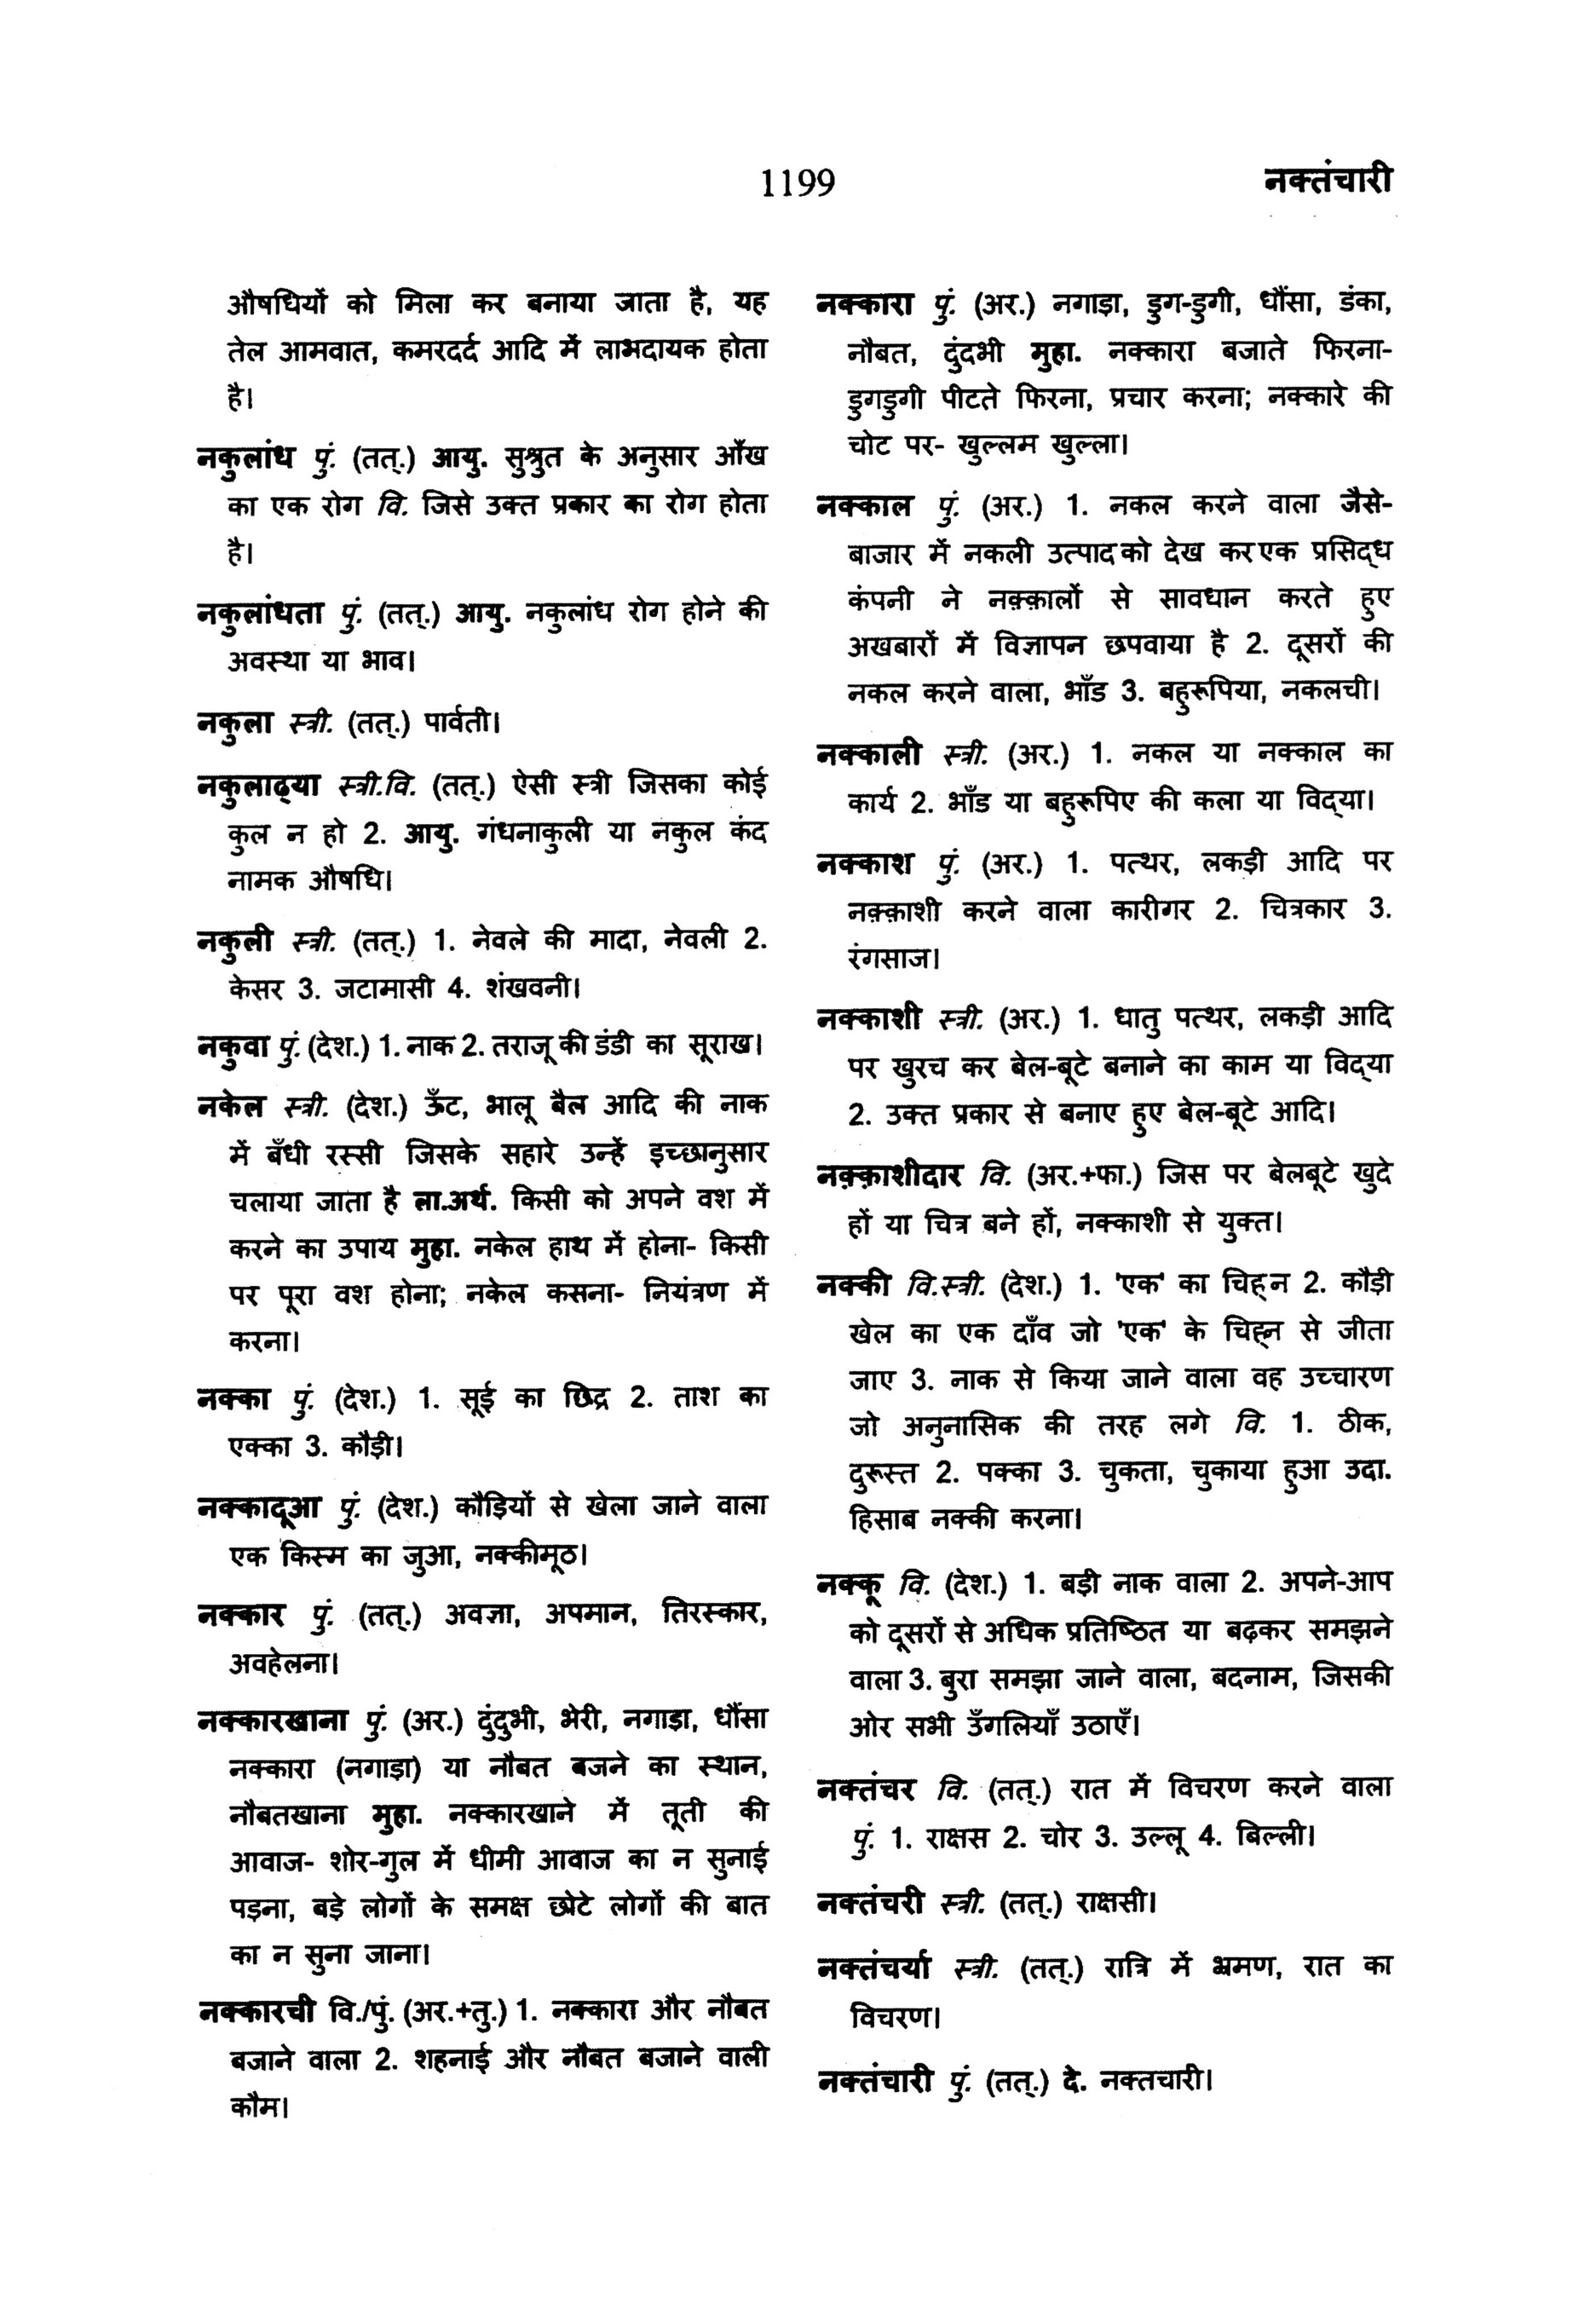 1199
नक्तंचारी
औषधियों को मिला कर बनाया जाता है, यह
तेल आमवात, कमरदर्द आदि में लाभदायक होता
है।
नकुलांध पुं. (तत्.) आयु. सुश्रुत के अनुसार आँख
का एक रोग वि. जिसे उक्त प्रकार का रोग होता
है।
नकुलांधता पुं. (तत्.) आयु. नकुलांध रोग होने की
अवस्था या भाव।
नकुला स्त्री. (तत्.) पार्वती।
नकुलाढ्या स्त्री.वि. (तत्.) ऐसी स्त्री जिसका कोई
कुल न हो 2. आयु. गंधनाकुली या नकुल कंद
नामक औषधि।
नकुली स्त्री. (तत्.) 1. नेवले की मादा, नेवली 2.
केसर 3. जटामासी 4. शंखवनी।
नकुवा पुं. (देश.) 1. नाक 2. तराजू की डंडी का सूराख।
नकेल स्त्री. (देश.) ऊँट, भालू बैल आदि की नाक
में बँधी रस्सी जिसके सहारे उन्हें इच्छानुसार
चलाया जाता है ला.अर्थ. किसी को अपने वश में
करने का उपाय मुहा. नकेल हाथ में होना- किसी
पर पूरा वश होना; नकेल कसना- नियंत्रण में
करना।
नक्का पुं. (देश.) 1. सूई का छिद्र 2. ताश का
एक्का 3. कौड़ी।
नक्कादूआ पुं. (देश.) कौड़ियों से खेला जाने वाला
एक किस्म का जुआ, नक्कीमूठ।
नक्कार पुं. (तत्.) अवज्ञा, अपमान, तिरस्कार,
अवहेलना।
नक्कारखाना पुं. (अर.) दुंदुभी, भेरी, नगाड़ा, धौंसा
नक्कारा (नगाड़ा) या नौबत बजने का स्थान,
नौबतखाना मुहा. नक्कारखाने में तूती की
आवाज- शोर-गुल में धीमी आवाज का न सुनाई
पड़ना, बड़े लोगों के समक्ष छोटे लोगों की बात
का न सुना जाना।
नक्कारची वि./पुं. (अर.+तु.) 1. नक्कारा और नौबत
बजाने वाला 2. शहनाई और नौबत बजाने वाली
कौम।
नक्कारा पुं. (अर.) नगाड़ा, डुग-डुगी, धौंसा, डंका,
नौबत, दुंदभी मुहा. नक्कारा बजाते फिरना-
डुगडुगी पीटते फिरना, प्रचार करना; नक्कारे की
चोट पर- खुल्लम खुल्ला।
नक्काल पुं. (अर.) 1. नकल करने वाला जैसे-
बाजार में नकली उत्पाद को देख कर एक प्रसिद्ध
कंपनी ने नक़्क़ालों से सावधान करते हुए
अखबारों में विज्ञापन छपवाया है 2. दूसरों की
नकल करने वाला, भाँड 3. बहुरूपिया, नकलची।
नक्काली स्त्री. (अर.) 1. नकल या नक्काल का
कार्य 2. भाँड या बहुरूपिए की कला या विद्या।
नक्काश पुं. (अर.) 1. पत्थर, लकड़ी आदि पर
नक़्क़ाशी करने वाला कारीगर 2. चित्रकार 3.
रंगसाज।
नक्काशी स्त्री. (अर.) 1. धातु पत्थर, लकड़ी आदि
पर खुरच कर बेल-बूटे बनाने का काम या विद्या
2. उक्त प्रकार से बनाए हुए बेल-बूटे आदि।
नक़्क़ाशीदार वि. (अर.+फा.) जिस पर बेलबूटे खुदे
हों या चित्र बने हों, नक्काशी से युक्त।
नक्की वि.स्त्री. (देश.) 1. 'एक' का चिह्न 2. कौड़ी
खेल का एक दाँव जो 'एक' के चिह्न से जीता
जाए 3. नाक से किया जाने वाला वह उच्चारण
जो अनुनासिक की तरह लगे वि. 1. ठीक,
दुरूस्त 2. पक्का 3. चुकता, चुकाया हुआ उदा.
हिसाब नक्की करना।
नक्कू वि. (देश.) 1. बड़ी नाक वाला 2. अपने-आप
को दूसरों से अधिक प्रतिष्ठित या बढ़कर समझने
वाला 3. बुरा समझा जाने वाला, बदनाम, जिसकी
ओर सभी उँगलियाँ उठाएँ।
नक्तंचर वि. (तत्.) रात में विचरण करने वाला
पुं. 1. राक्षस 2. चोर 3. उल्लू 4. बिल्ली।
नक्तंचरी स्त्री. (तत्.) राक्षसी।
नक्तंचर्या स्त्री. (तत्.) रात्रि में भ्रमण, रात का
विचरण।
नक्तंचारी पुं. (तत्.) दे. नक्तचारी।